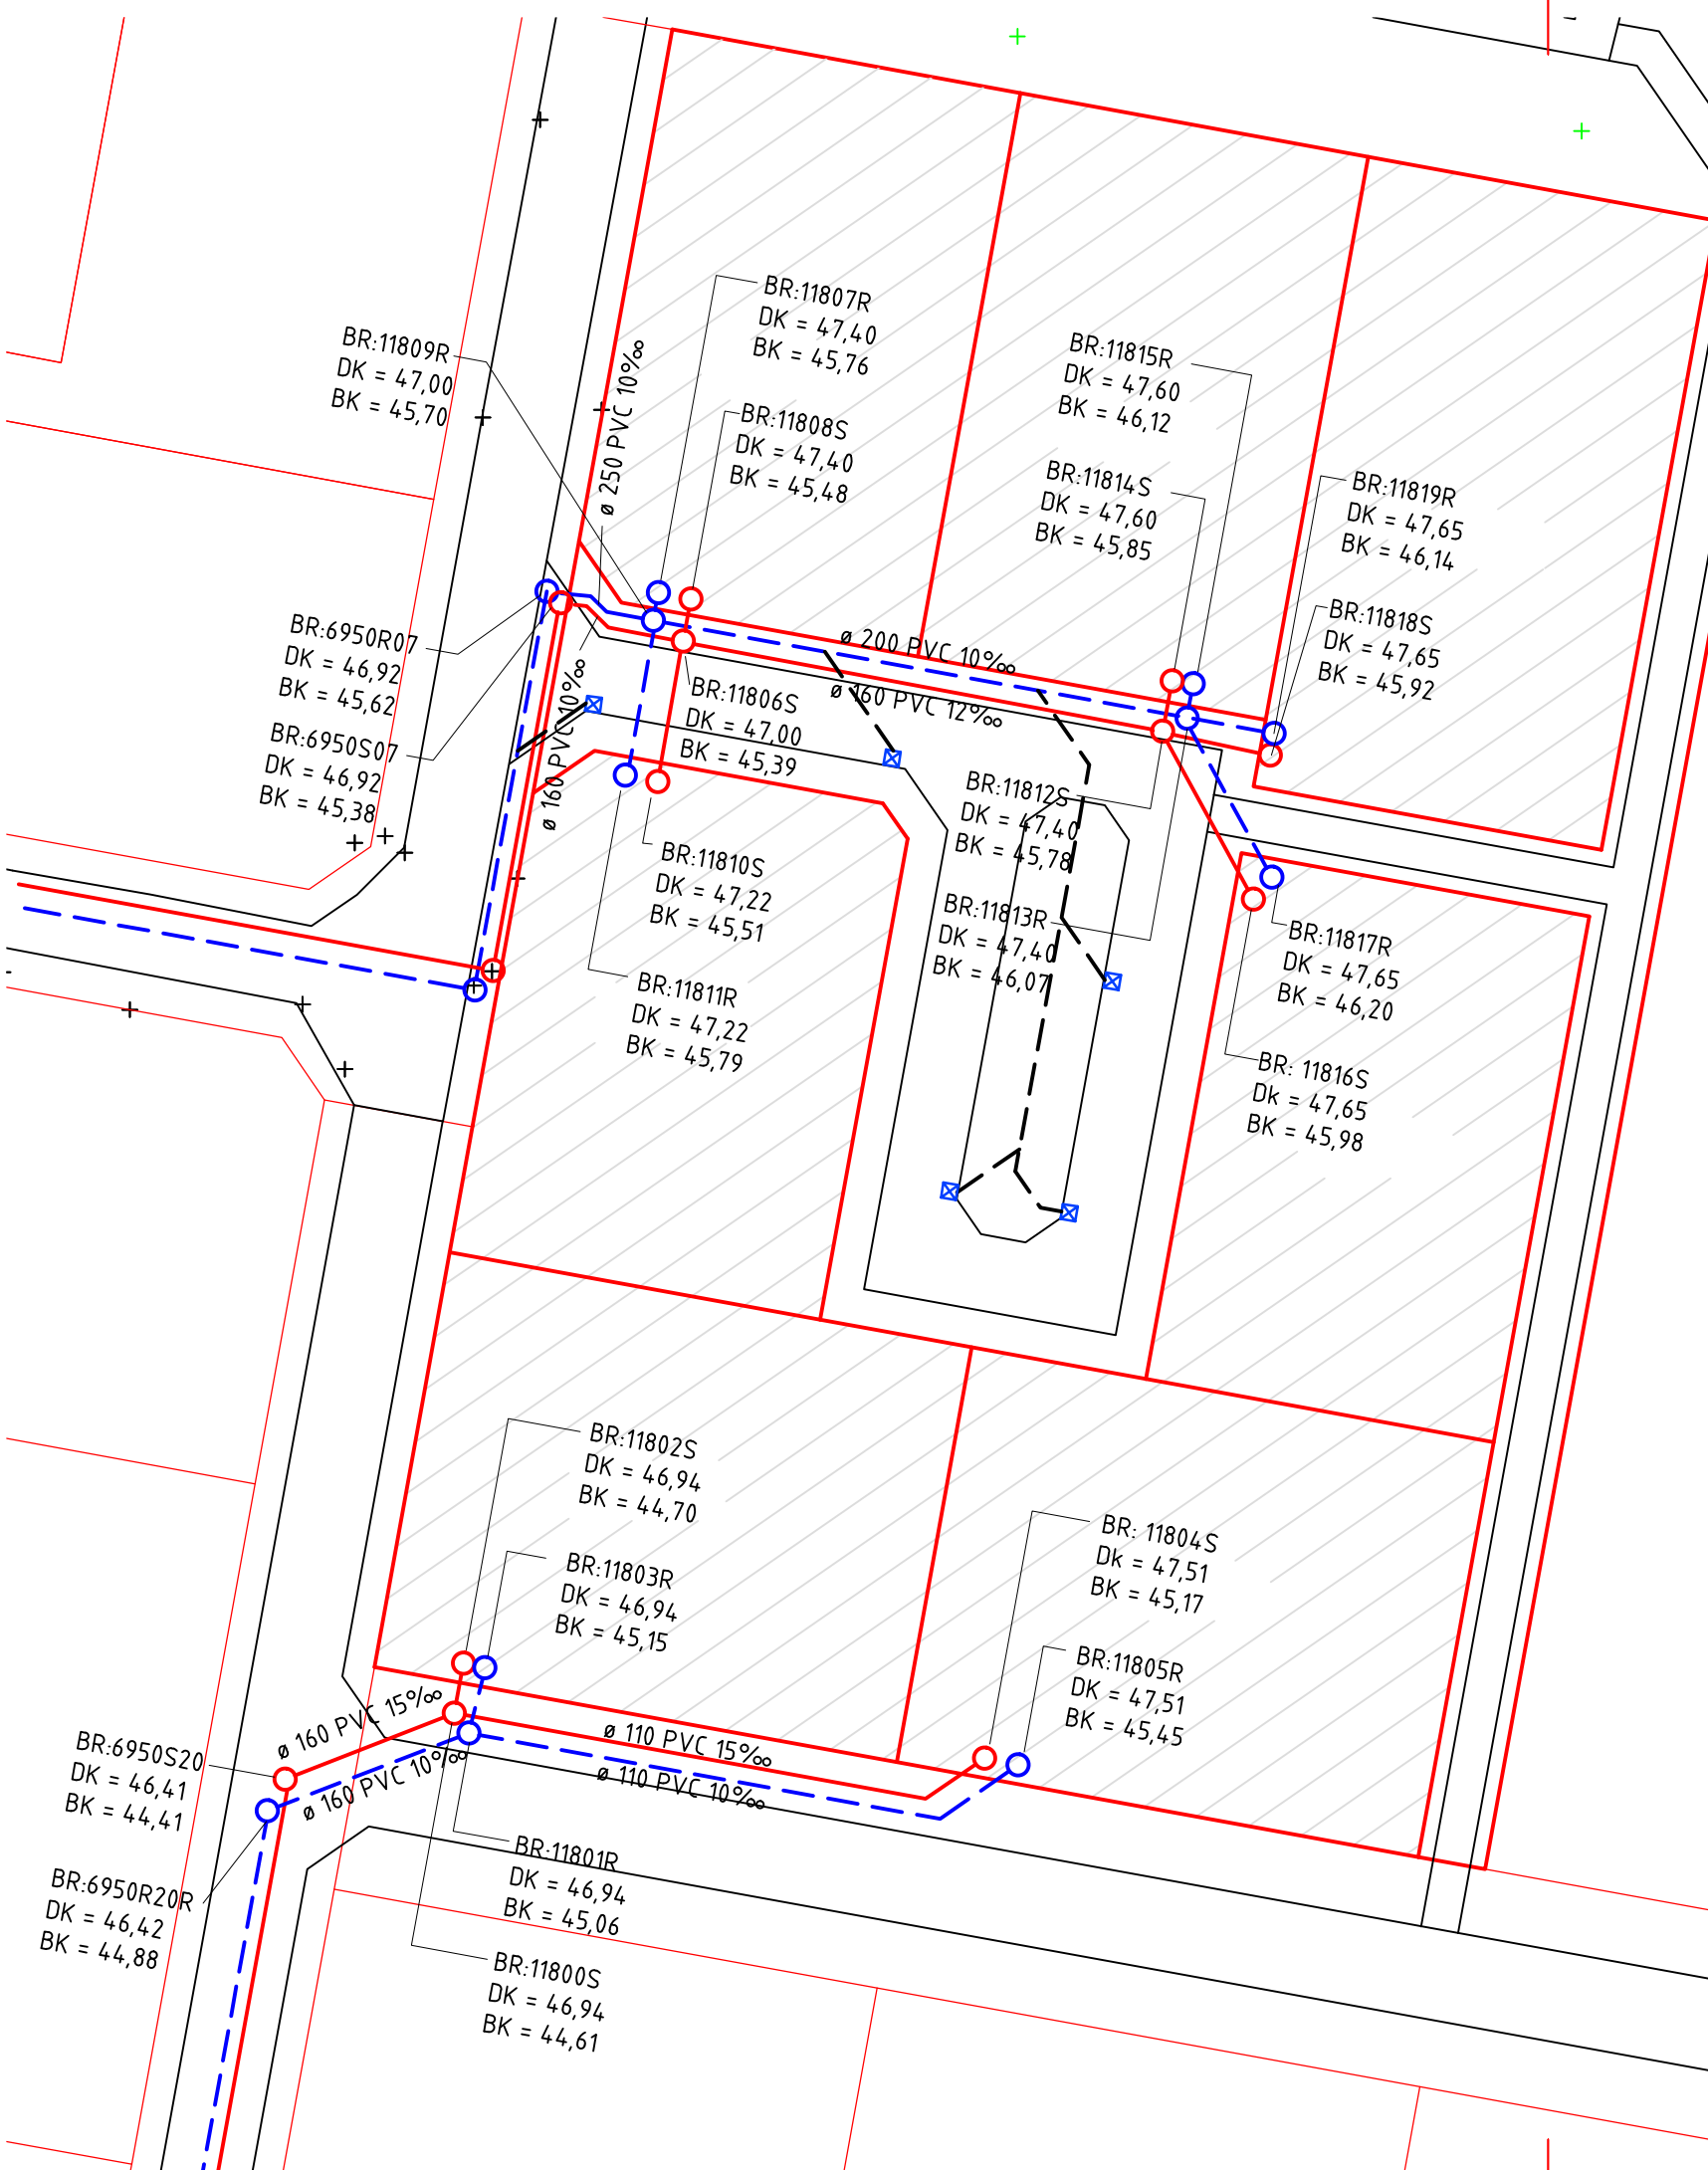 BR:11807R
DK = 47,40
BK = 45,76
BR:11809R
DK = 47,00
BK = 45,70
ø 250 PVC 10‰
BR:11808S
DK = 47,40
BK = 45,48
BR:11815R
DK = 47,60
BK = 46,12
BR:11814S
DK = 47,60
BK = 45,85
BR:11819R
DK = 47,65
BK = 46,14
BR:11818S
DK = 47,65
BK = 45,92
BR:6950R07
DK = 46,92
BK = 45,62
BR:6950S07
DK = 46,92
BK = 45,38
ø 160 PVC 10‰
ø 200 PVC 10‰
ø 160 PVC 12‰
BR:11806S
DK = 47,00
BK = 45,39
BR:11812S
DK = 47,40
BK = 45,78
BR:11810S
DK = 47,22
BK = 45,51
BR:11813R
DK = 47,40
BK = 46,07
BR:11817R
DK = 47,65
BK = 46,20
BR:11811R
DK = 47,22
BK = 45,79
BR: 11816S
Dk = 47,65
BK = 45,98
BR:11802S
DK = 46,94
BK = 44,70
BR:11803R
DK = 46,94
BK = 45,15
BR: 11804S
Dk = 47,51
BK = 45,17
BR:11805R
DK = 47,51
BK = 45,45
ø 160 PVC 15‰
ø 160 PVC 10‰
ø 110 PVC 15‰
ø 110 PVC 10‰
BR:6950S20
DK = 46,41
BK = 44,41
BR:6950R20R
DK = 46,42
BK = 44,88
BR:11801R
DK = 46,94
BK = 45,06
BR:11800S
DK = 46,94
BK = 44,61